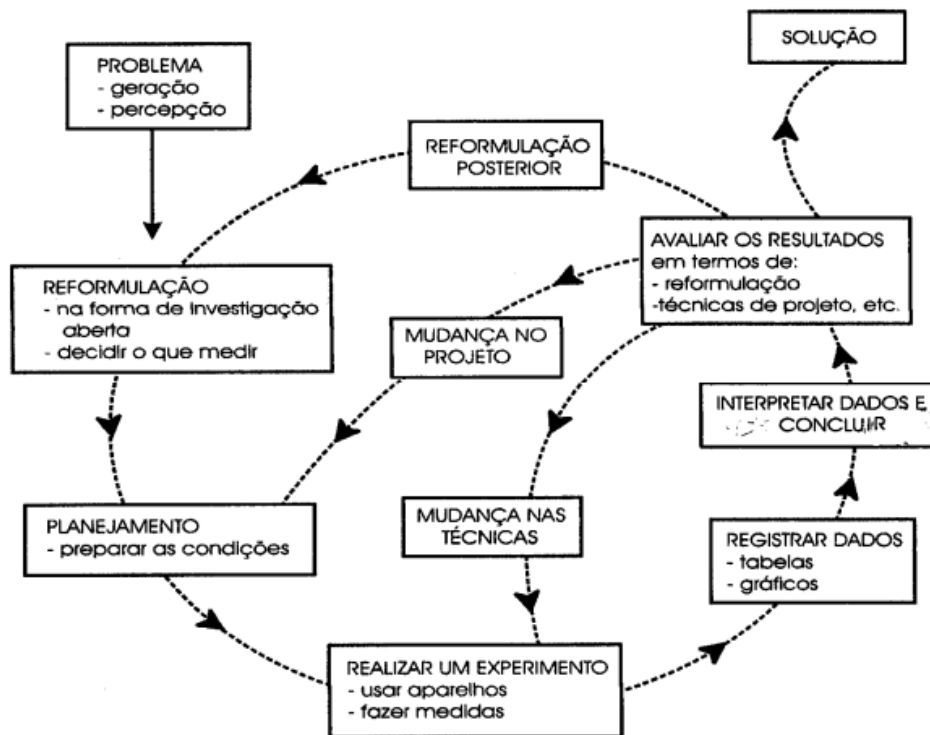 PROBLEMA
- geração
- percepção
SOLUÇÃO
REFORMULAÇÃO
POSTERIOR
AVALIAR OS RESULTADOS
em termos de:
- reformulação
-técnicas de projeto, etc.
REFORMULAÇÃO
- na forma de investigação
aberta
- decidir o que medir
MUDANÇA NO
PROJETO
INTERPRETAR DADOS E
CONCLUIR
PLANEJAMENTO
- preparar as condições
MUDANÇA NAS
TÉCNICAS
REGISTRAR DADOS
- tabelas
- gráficos
REALIZAR UM EXPERIMENTO
- usar aparelhos
- fazer medidas